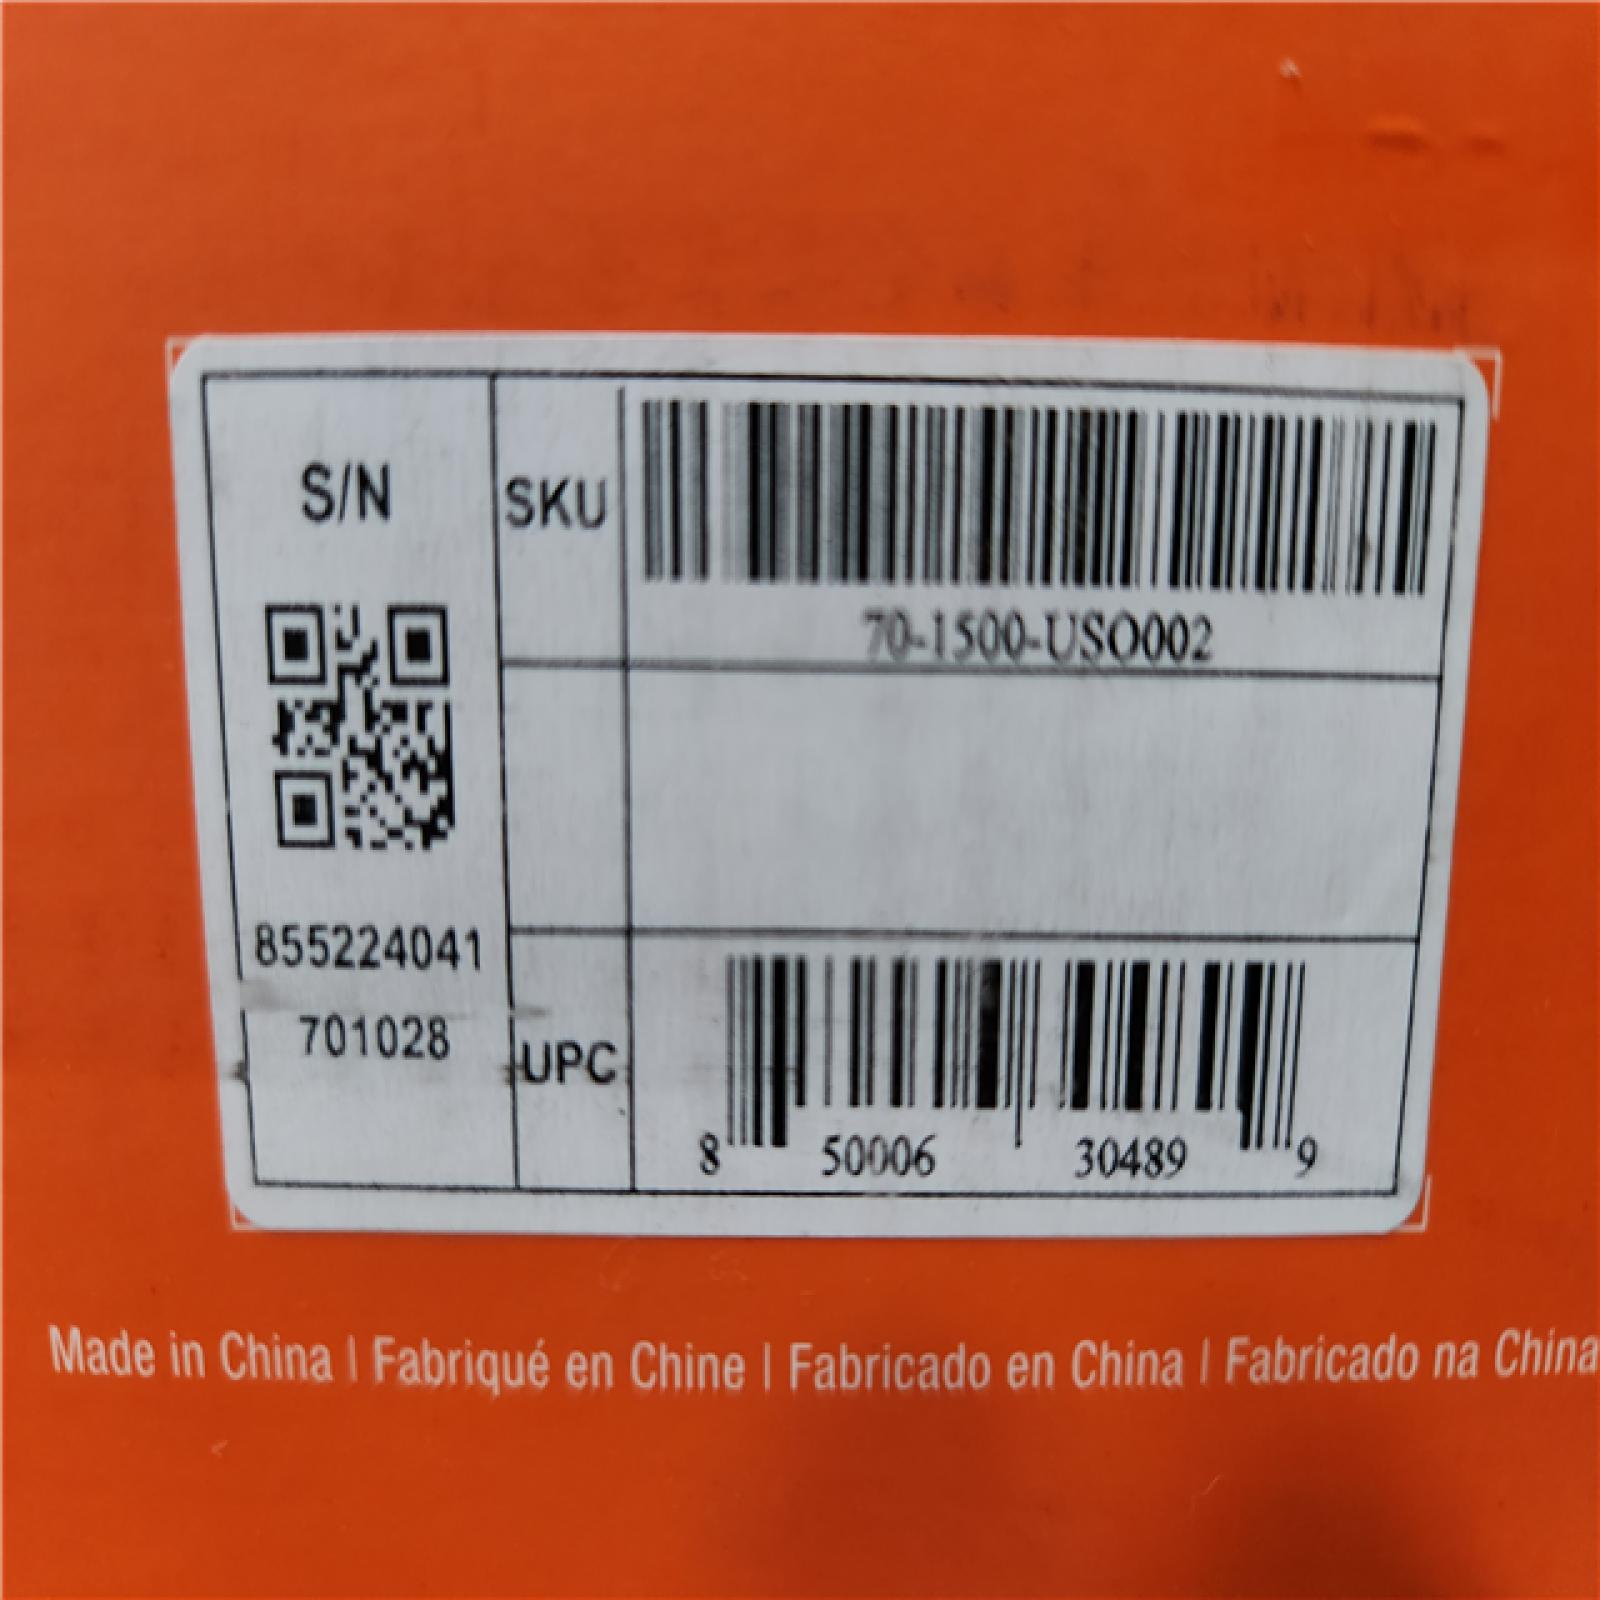 S/N
855224041
701028
SKU
70-1500-USO002
UPC
8 50006 30489 9
Made in China | Fabriqué en Chine | Fabricado en China | Fabricado na China